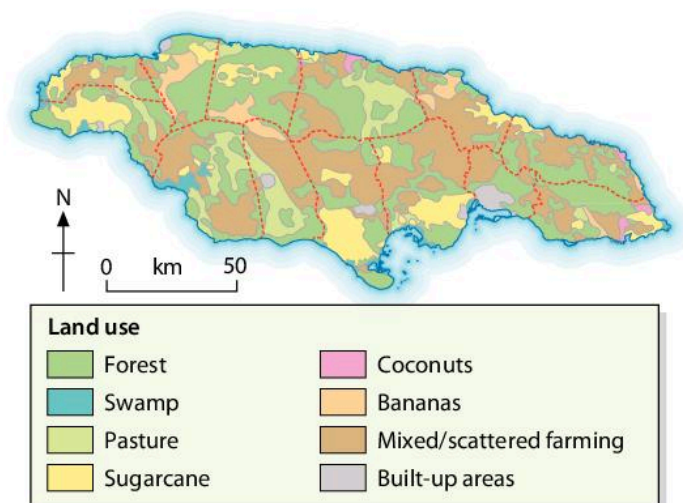 N
0 km 50
Land use
Forest
Swamp
Pasture
Sugarcane
Coconuts
Bananas
Mixed/scattered farming
Built-up areas